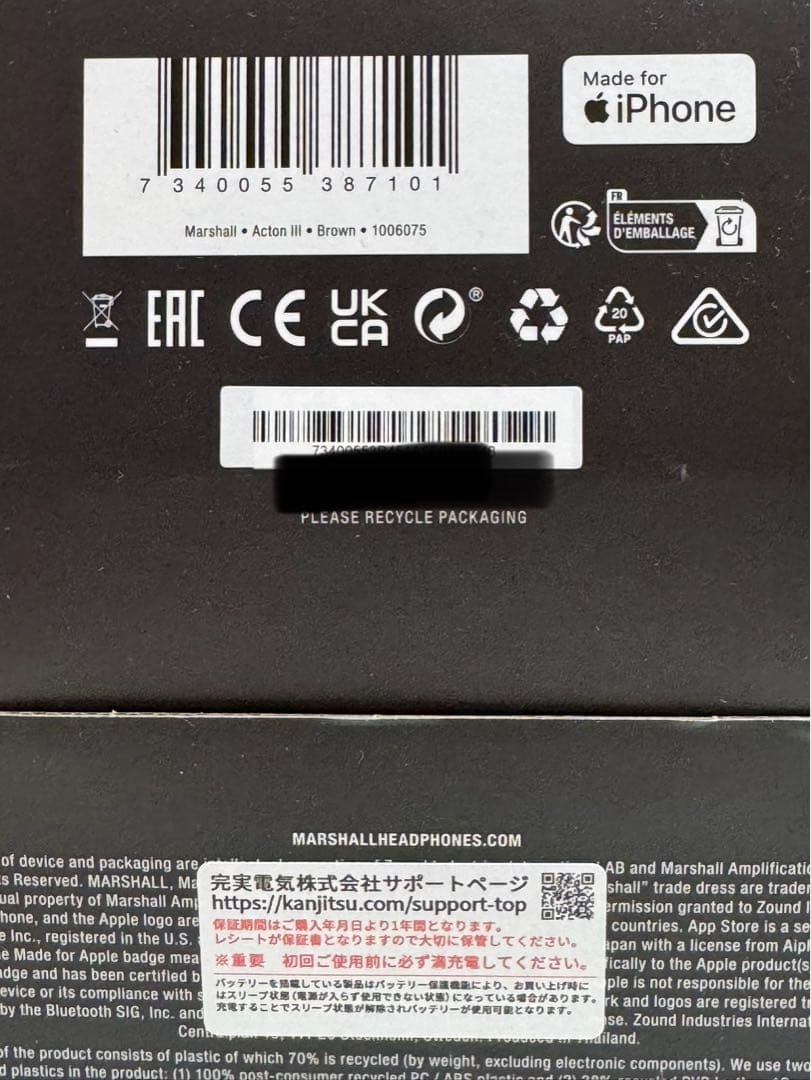 7 340055 387101
Marshall • Acton III • Brown • 1006075
Made for
iPhone
FR
ÉLÉMENTS
D'EMBALLAGE
EAC CE UK
CA
®
20
PAP
PLEASE RECYCLE PACKAGING
MARSHALLHEADPHONES.COM
of device and packaging are AB and Marshall Amplificatio
s Reserved. MARSHALL, Ma shall" trade dress are tradem
ual property of Marshall Amp ermission granted to Zound I
hone, and the Apple logo are countries. App Store is a se
e Inc., registered in the U.S. apan with a license from Aip
e Made for Apple badge mea fically to the Apple product(s
adge and has been certified b ple is not responsible for the
evice or its compliance with s rk and logos are registered tr
by the Bluetooth SIG, Inc. and se. Zound Industries Internat
完実電気株式会社サポートページ
https://kanjitsu.com/support-top
保証期間はご購入年月日より1年間となります。
レシートが保証書となりますので大切に保管してください。
※重要 初回ご使用前に必ず満充電してください。
バッテリーを搭載している製品はバッテリー保護機能により、お買い上げ時に
はスリープ状態(電源が入らず使用できない状態)になっている場合があります。
充電することでスリープ状態が解除されバッテリーが使用可能となります。
of the product consists of plastic of which 70% is recycled (by weight, excluding electronic components). We use two
d plastics in the product: (1) 100% post-consumer recycled PC / ABS plastic and (2)